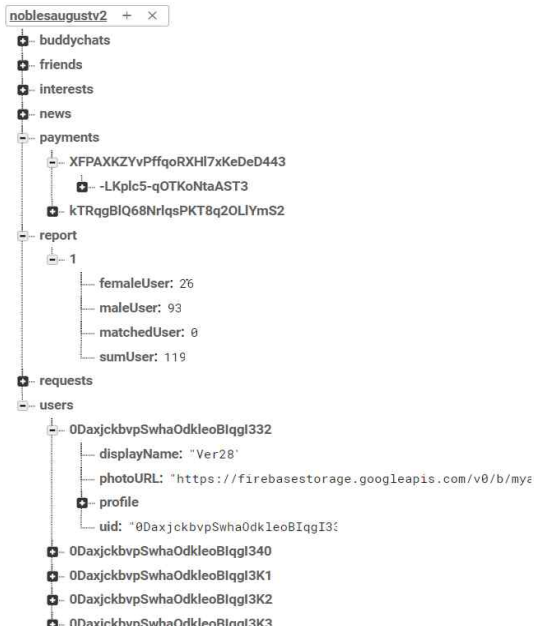 noblesaugustv2 + ×
buddychats
friends
interests
news
payments
XFPAXKZYvPffqoRXHl7xKeDeD443
-LKplc5-qOTKoNtaAST3
kTRqgBlQ68NrlqsPKT8q2OLlYmS2
report
1
femaleUser: 26
maleUser: 93
matchedUser: 0
sumUser: 119
requests
users
0DaxjckbvpSwhaOdkleoBIqgI332
displayName: "Ver28'
photoURL: "https://firebasestorage.googleapis.com/v0/b/mya
profile
uid: "0DaxjckbvpSwhaOdkleoBIqgI33
0DaxjckbvpSwhaOdkleoBIqgI340
0DaxjckbvpSwhaOdkleoBIqgI3K1
0DaxjckbvpSwhaOdkleoBIqgI3K2
0DaxjckbvpSwhaOdkleoBIqgI3K3